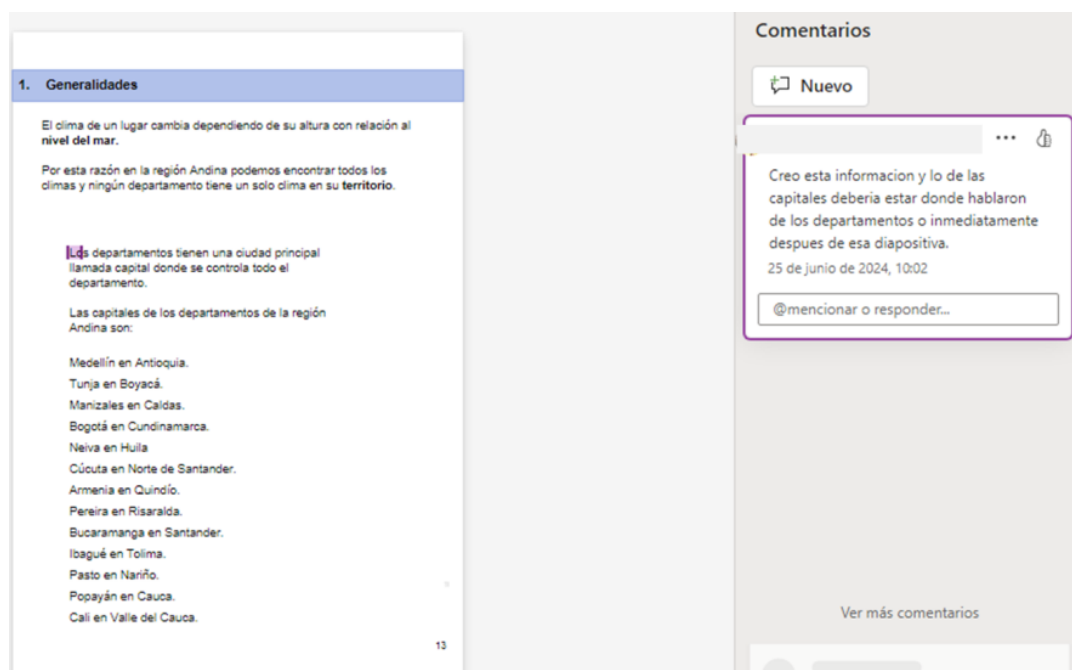 1. Generalidades
El clima de un lugar cambia dependiendo de su altura con relación al
nivel del mar.
Por esta razón en la región Andina podemos encontrar todos los
climas y ningún departamento tiene un solo clima en su territorio.
Los departamentos tienen una ciudad principal
llamada capital donde se controla todo el
departamento.
Las capitales de los departamentos de la región
Andina son:
Medellín en Antioquia.
Tunja en Boyacá.
Manizales en Caldas.
Bogotá en Cundinamarca.
Neiva en Huila
Cúcuta en Norte de Santander.
Armenia en Quindío.
Pereira en Risaralda.
Bucaramanga en Santander.
Ibagué en Tolima.
Pasto en Nariño.
Popayán en Cauca.
Cali en Valle del Cauca.
13
Comentarios
Nuevo
Creo esta informacion y lo de las
capitales deberia estar donde hablaron
de los departamentos o inmediatamente
despues de esa diapositiva.
25 de junio de 2024, 10:02
@mencionar o responder...
Ver más comentarios